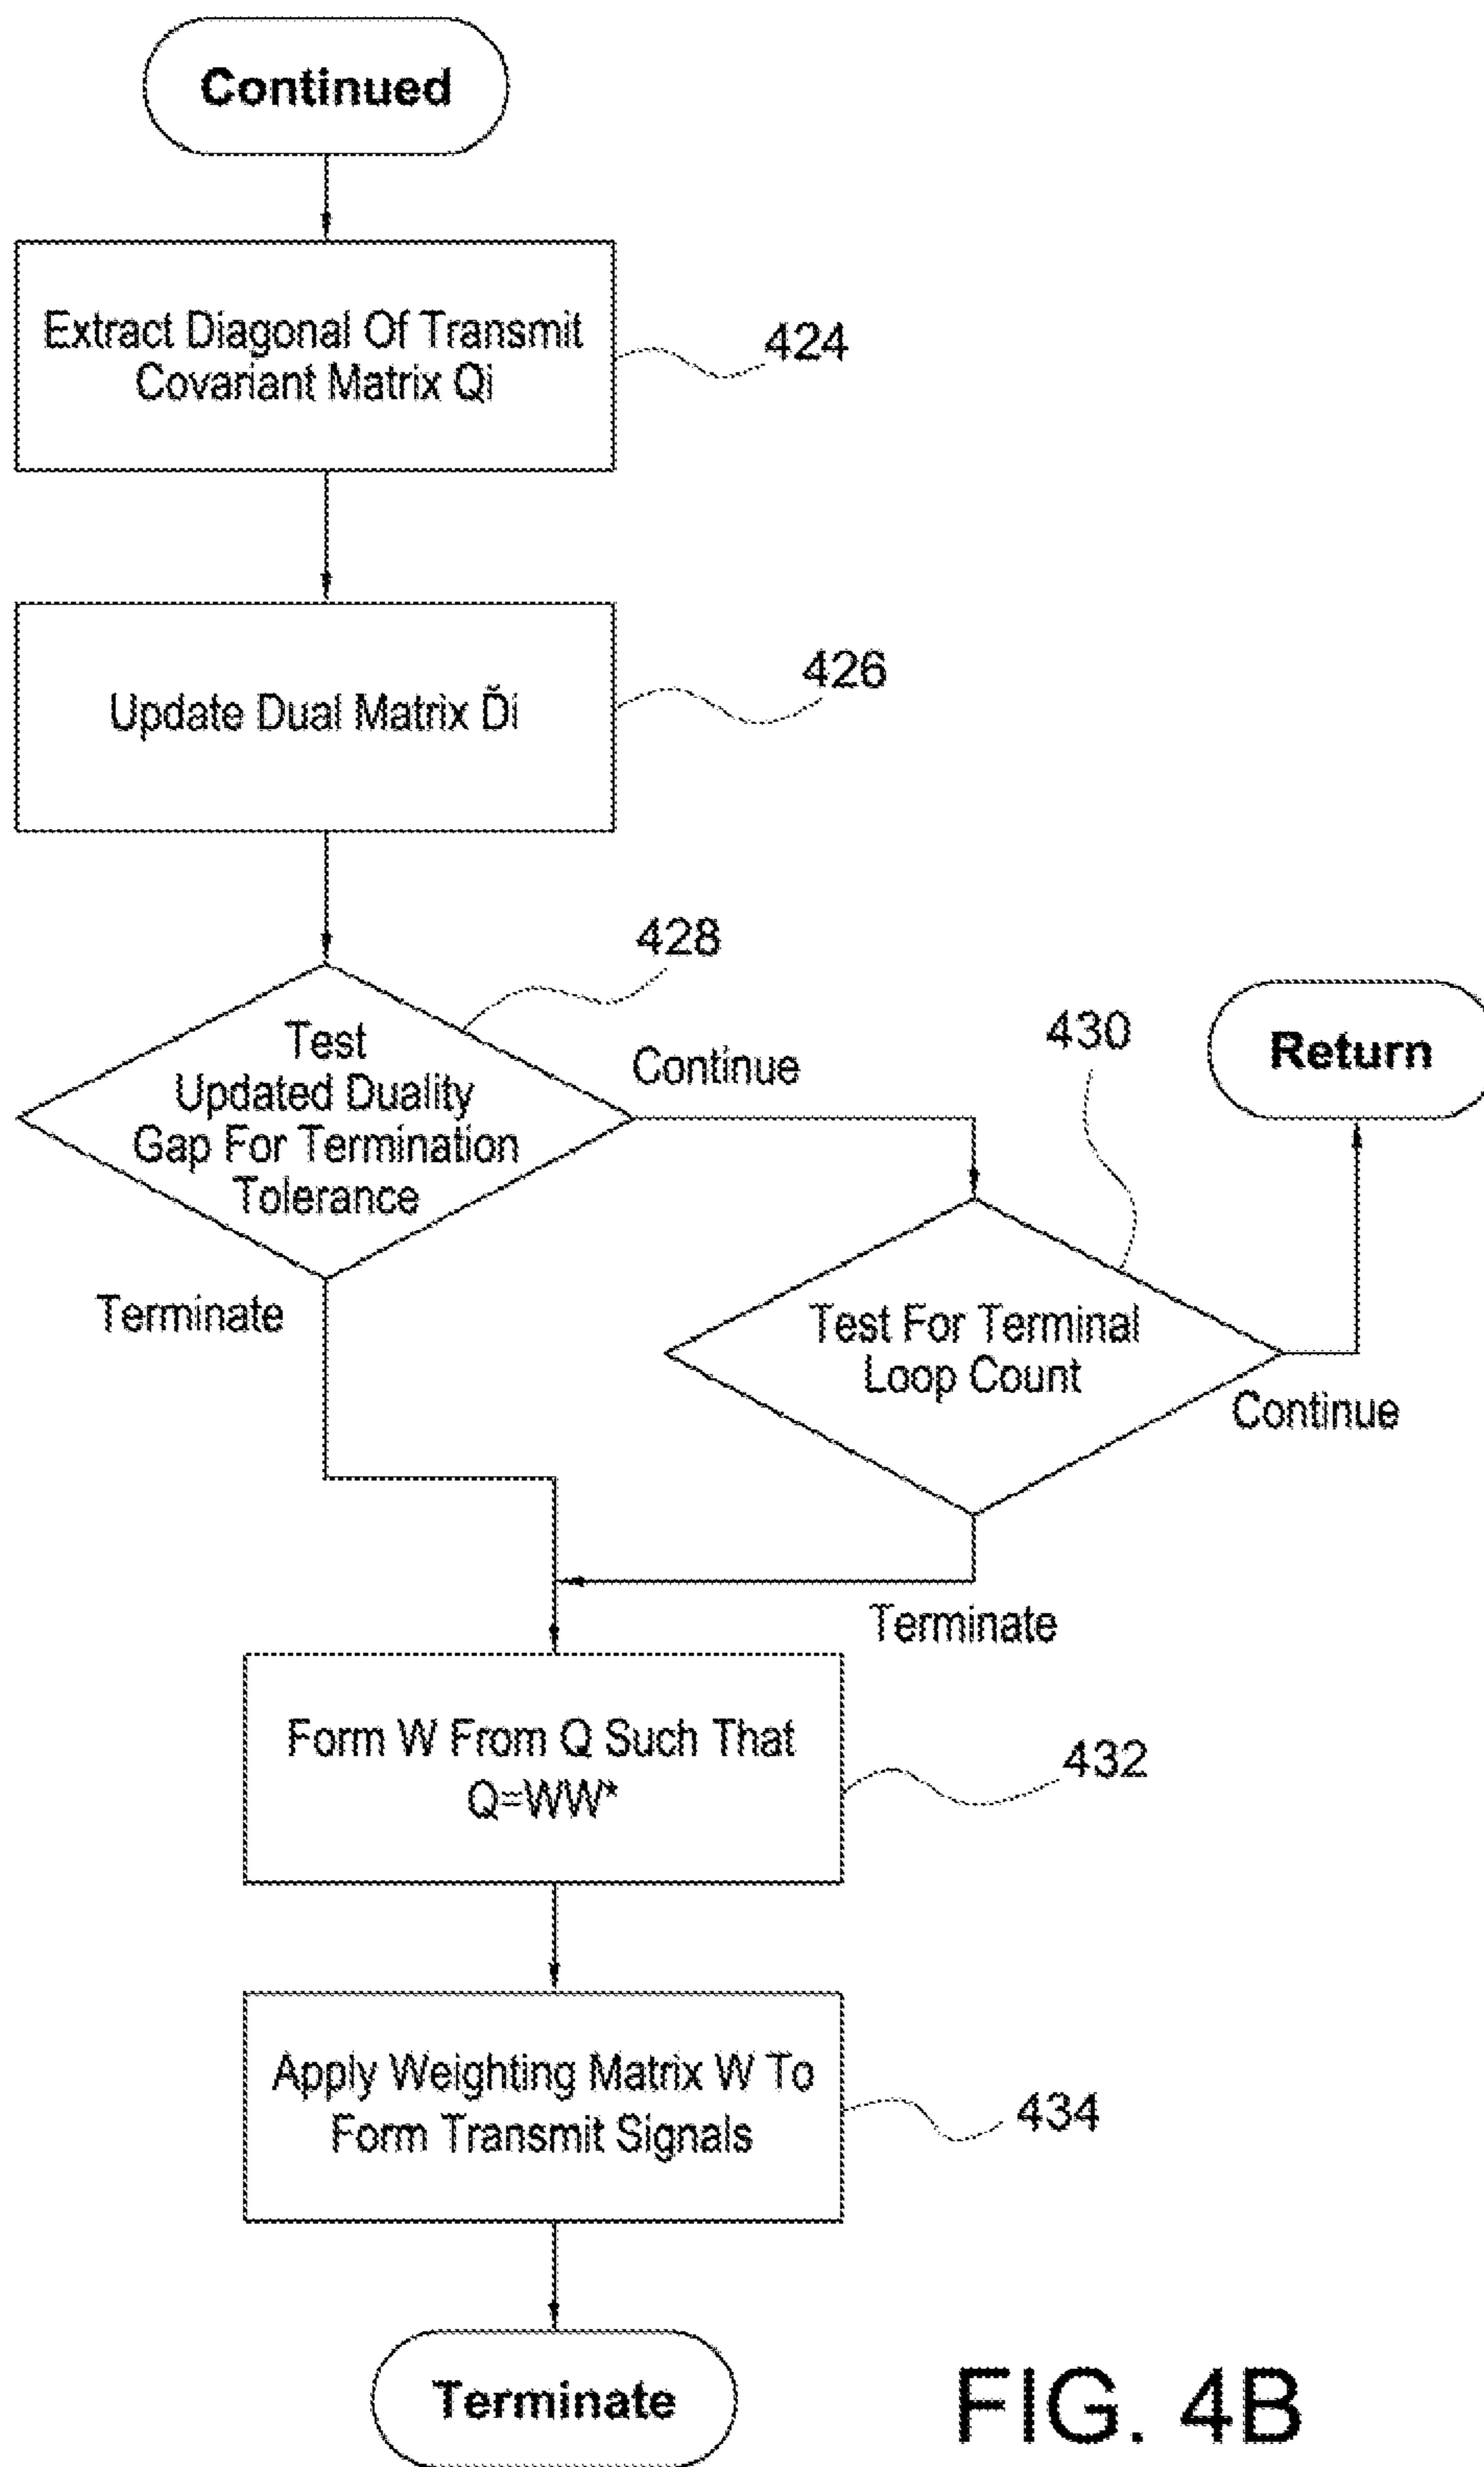 Continued
Extract Diagonal Of Transmit
Covariant Matrix Qi
424
Update Dual Matrix Ďi
426
428
Test
Updated Duality
Gap For Termination
Tolerance
Continue
430
Return
Terminate
Test For Terminal
Loop Count
Continue
Terminate
Form W From Q Such That
Q=WW*
432
Apply Weighting Matrix W To
Form Transmit Signals
434
Terminate
FIG. 4B